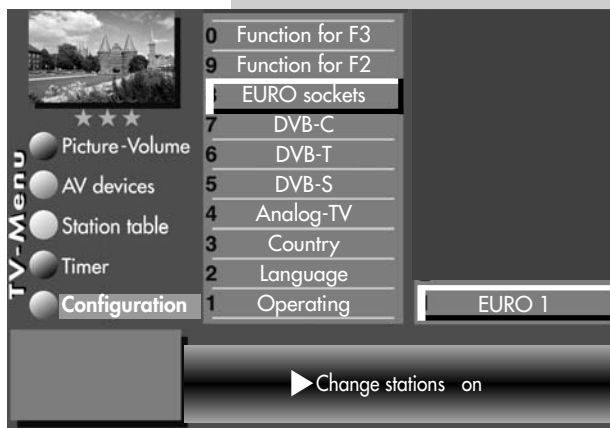 TV-Menu
Picture-Volume
AV devices
Station table
Timer
Configuration
0 Function for F3
9 Function for F2
EURO sockets
7 DVB-C
6 DVB-T
5 DVB-S
4 Analog-TV
3 Country
2 Language
1 Operating
EURO 1
Change stations on